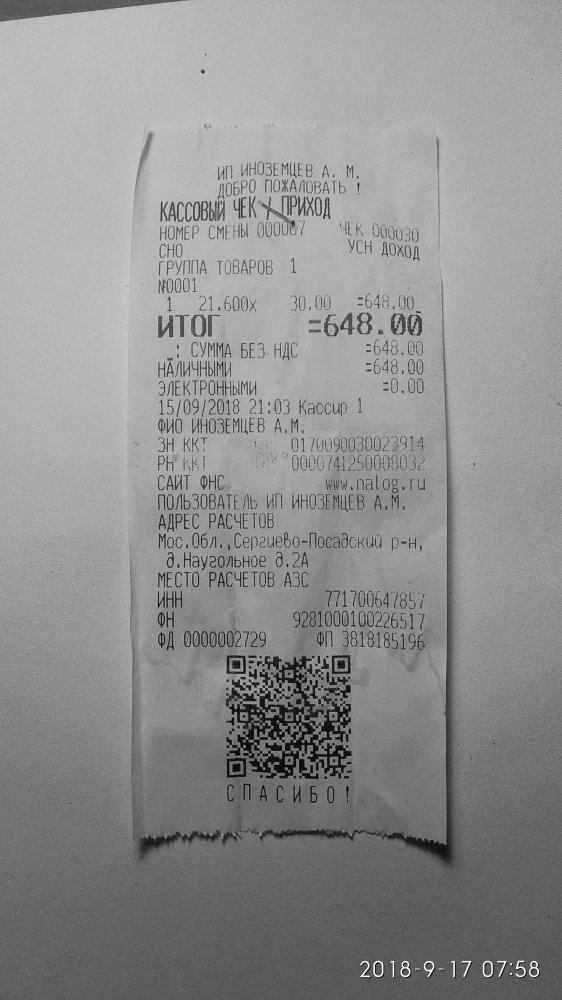 ИП ИНОЗЕМЦЕВ А. М.
ДОБРО ПОЖАЛОВАТЬ !
КАССОВЫЙ ЧЕК / ПРИХОД
НОМЕР СМЕНЫ 000007 ЧЕК 000030
СНО УСН ДОХОД
ГРУППА ТОВАРОВ 1
№0001
1 21.600x 30.00 =648.00
ИТОГ =648.00
_: СУММА БЕЗ НДС =648.00
НАЛИЧНЫМИ =648.00
ЭЛЕКТРОННЫМИ =0.00
15/09/2018 21:03 Кассир 1
ФИО ИНОЗЕМЦЕВ А.М.
ЗН ККТ 0170090030023914
РН ККТ 0000741250008032
САЙТ ФНС www.nalog.ru
ПОЛЬЗОВАТЕЛЬ ИП ИНОЗЕМЦЕВ А.М.
АДРЕС РАСЧЕТОВ
Мос.Обл.,Сергиево-Посадский р-н,
д.Наугольное д.2А
МЕСТО РАСЧЕТОВ АЗС
ИНН 771700647857
ФН 9281000100226517
ФД 0000002729 ФП 3818185196
СПАСИБО!
2018-9-17 07:58